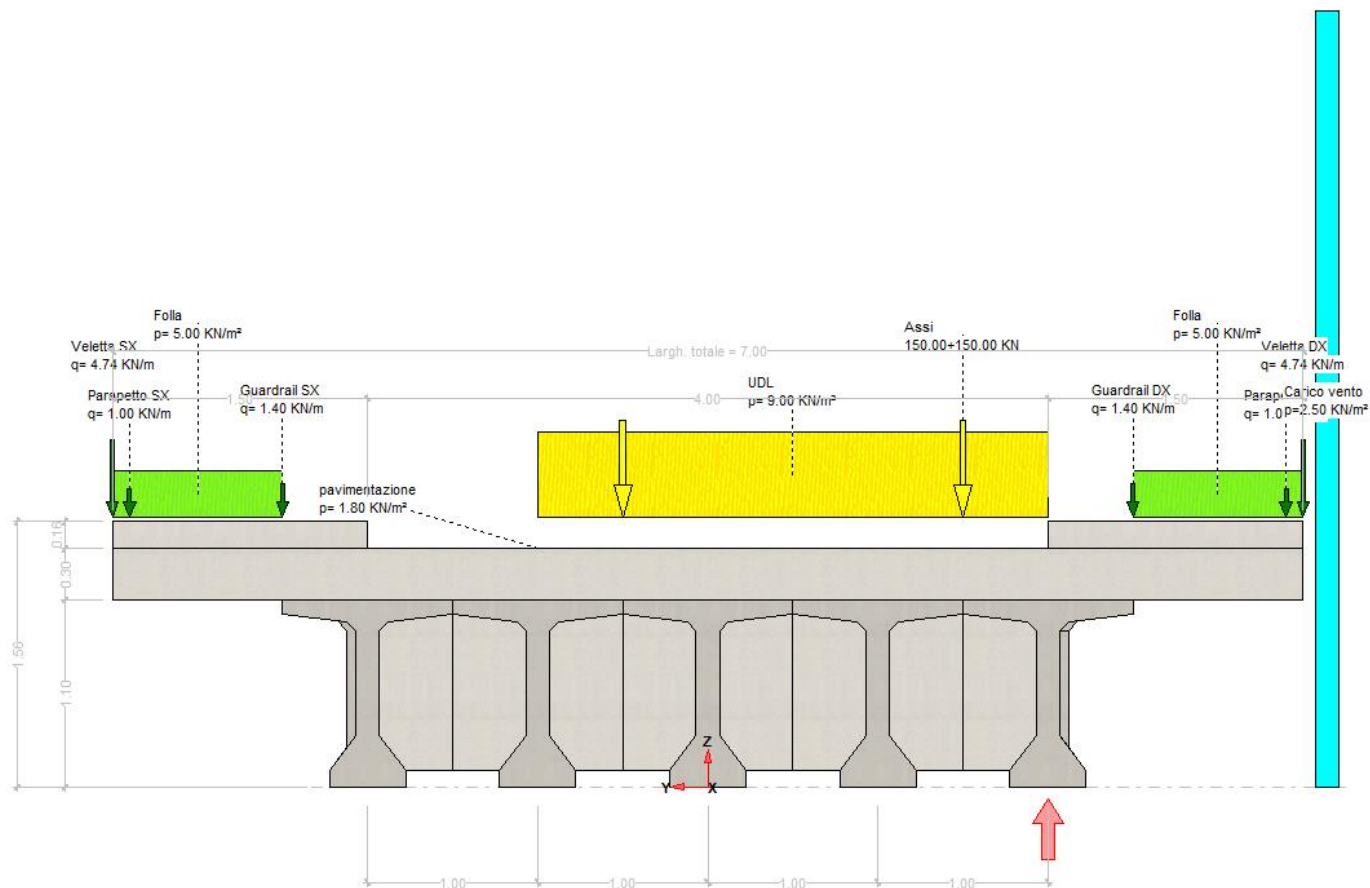 Folla
p= 5.00 KN/m²
Folla
p= 5.00 KN/m²
Assi
150.00+150.00 KN
Veletta SX
q= 4.74 KN/m
Largh. totale = 7.00
Veletta DX
q= 4.74 KN/m
Parapetto SX
q= 1.00 KN/m
1.50
Guardrail SX
q= 1.40 KN/m
UDL
p= 9.00 KN/m²
4.00
Guardrail DX
q= 1.40 KN/m
1.50
Carico vento
p=2.50 KN/m²
pavimentazione
p= 1.80 KN/m²
0.16
0.30
1.56
1.10
Z
Y
X
1.00
1.00
1.00
1.00